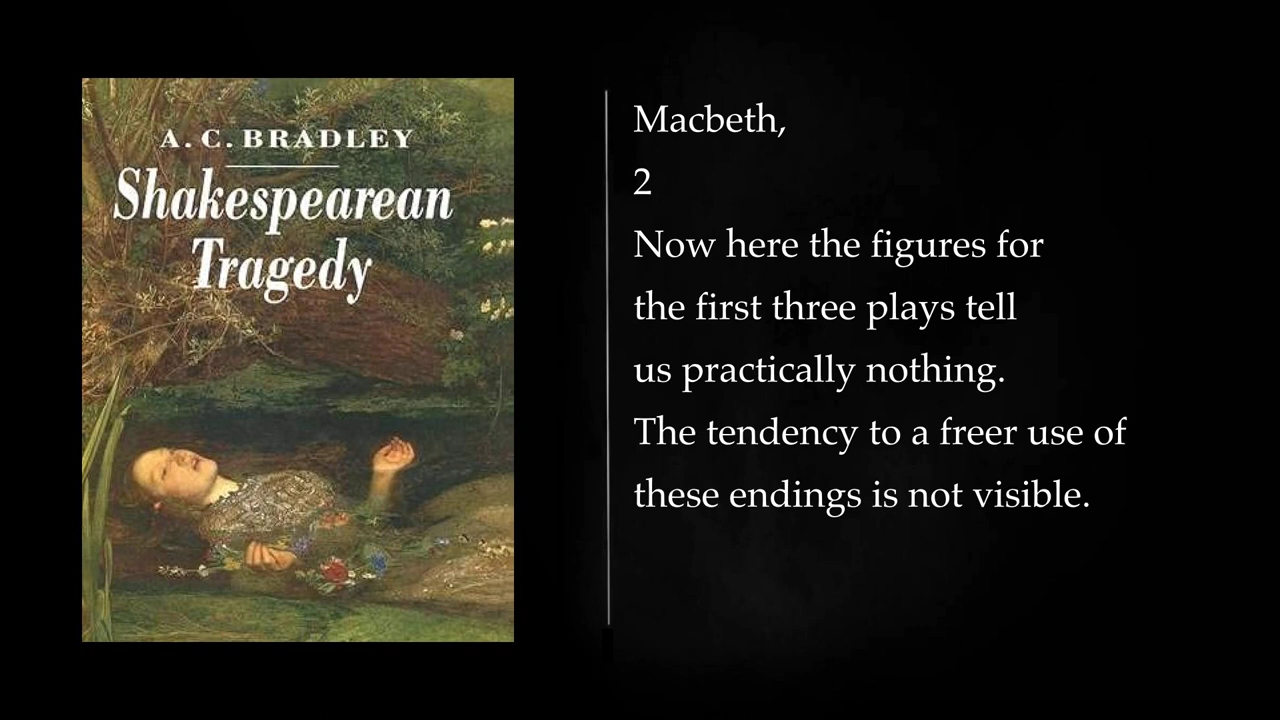 A. C. BRADLEY
Shakespearean
Tragedy
Macbeth,
2
Now here the figures for
the first three plays tell
us practically nothing.
The tendency to a freer use of
these endings is not visible.